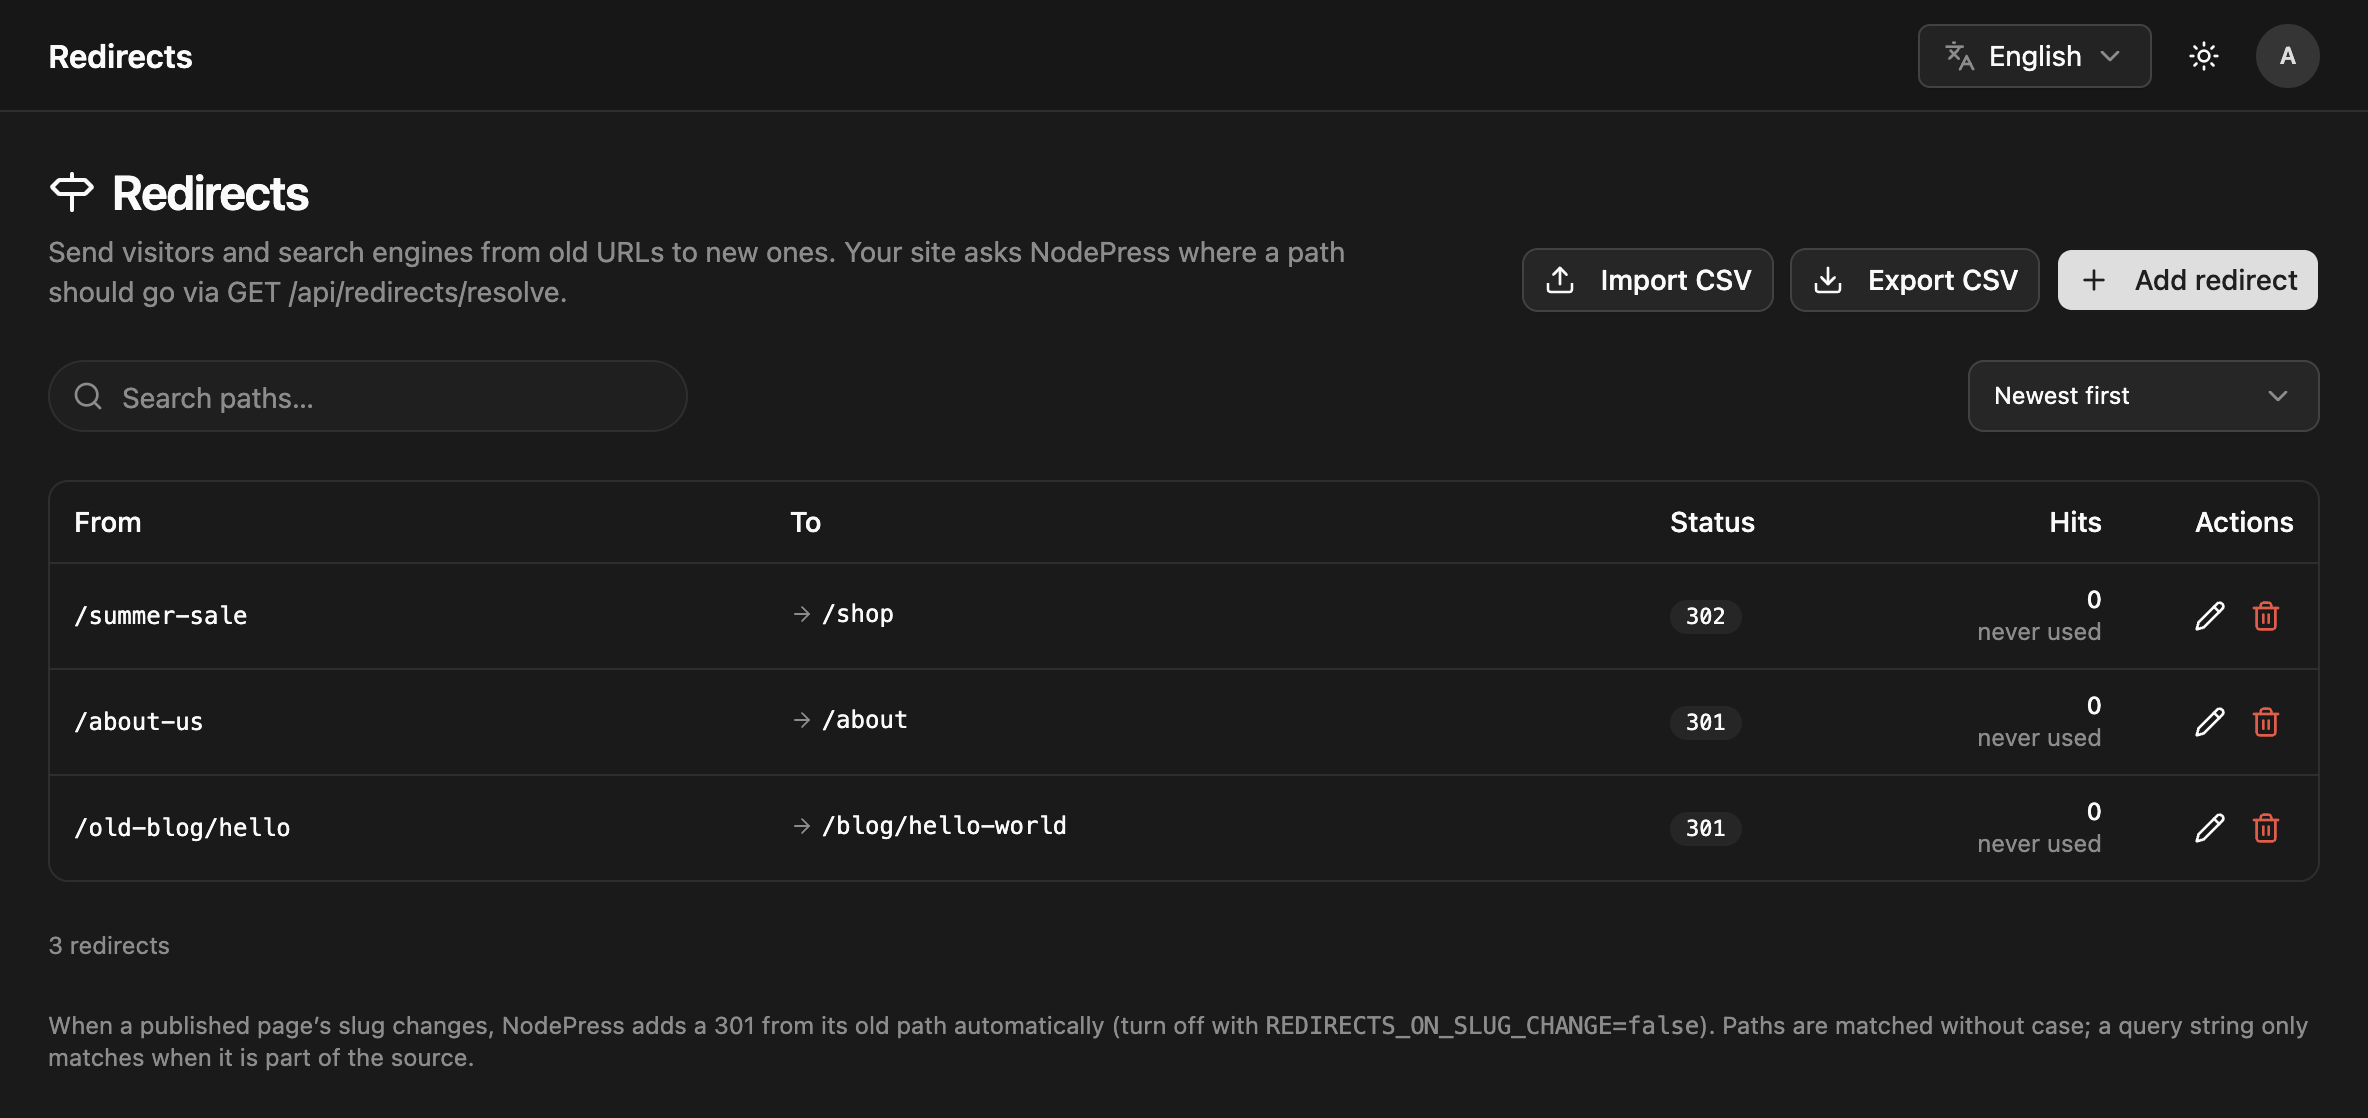 Redirects
English
A
Redirects
Send visitors and search engines from old URLs to new ones. Your site asks NodePress where a path
should go via GET /api/redirects/resolve.
Import CSV
Export CSV
Add redirect
Search paths...
Newest first
From To Status Hits Actions
/summer-sale → /shop 302 0
never used
/about-us → /about 301 0
never used
/old-blog/hello → /blog/hello-world 301 0
never used
3 redirects
When a published page’s slug changes, NodePress adds a 301 from its old path automatically (turn off with REDIRECTS_ON_SLUG_CHANGE=false). Paths are matched without case; a query string only
matches when it is part of the source.